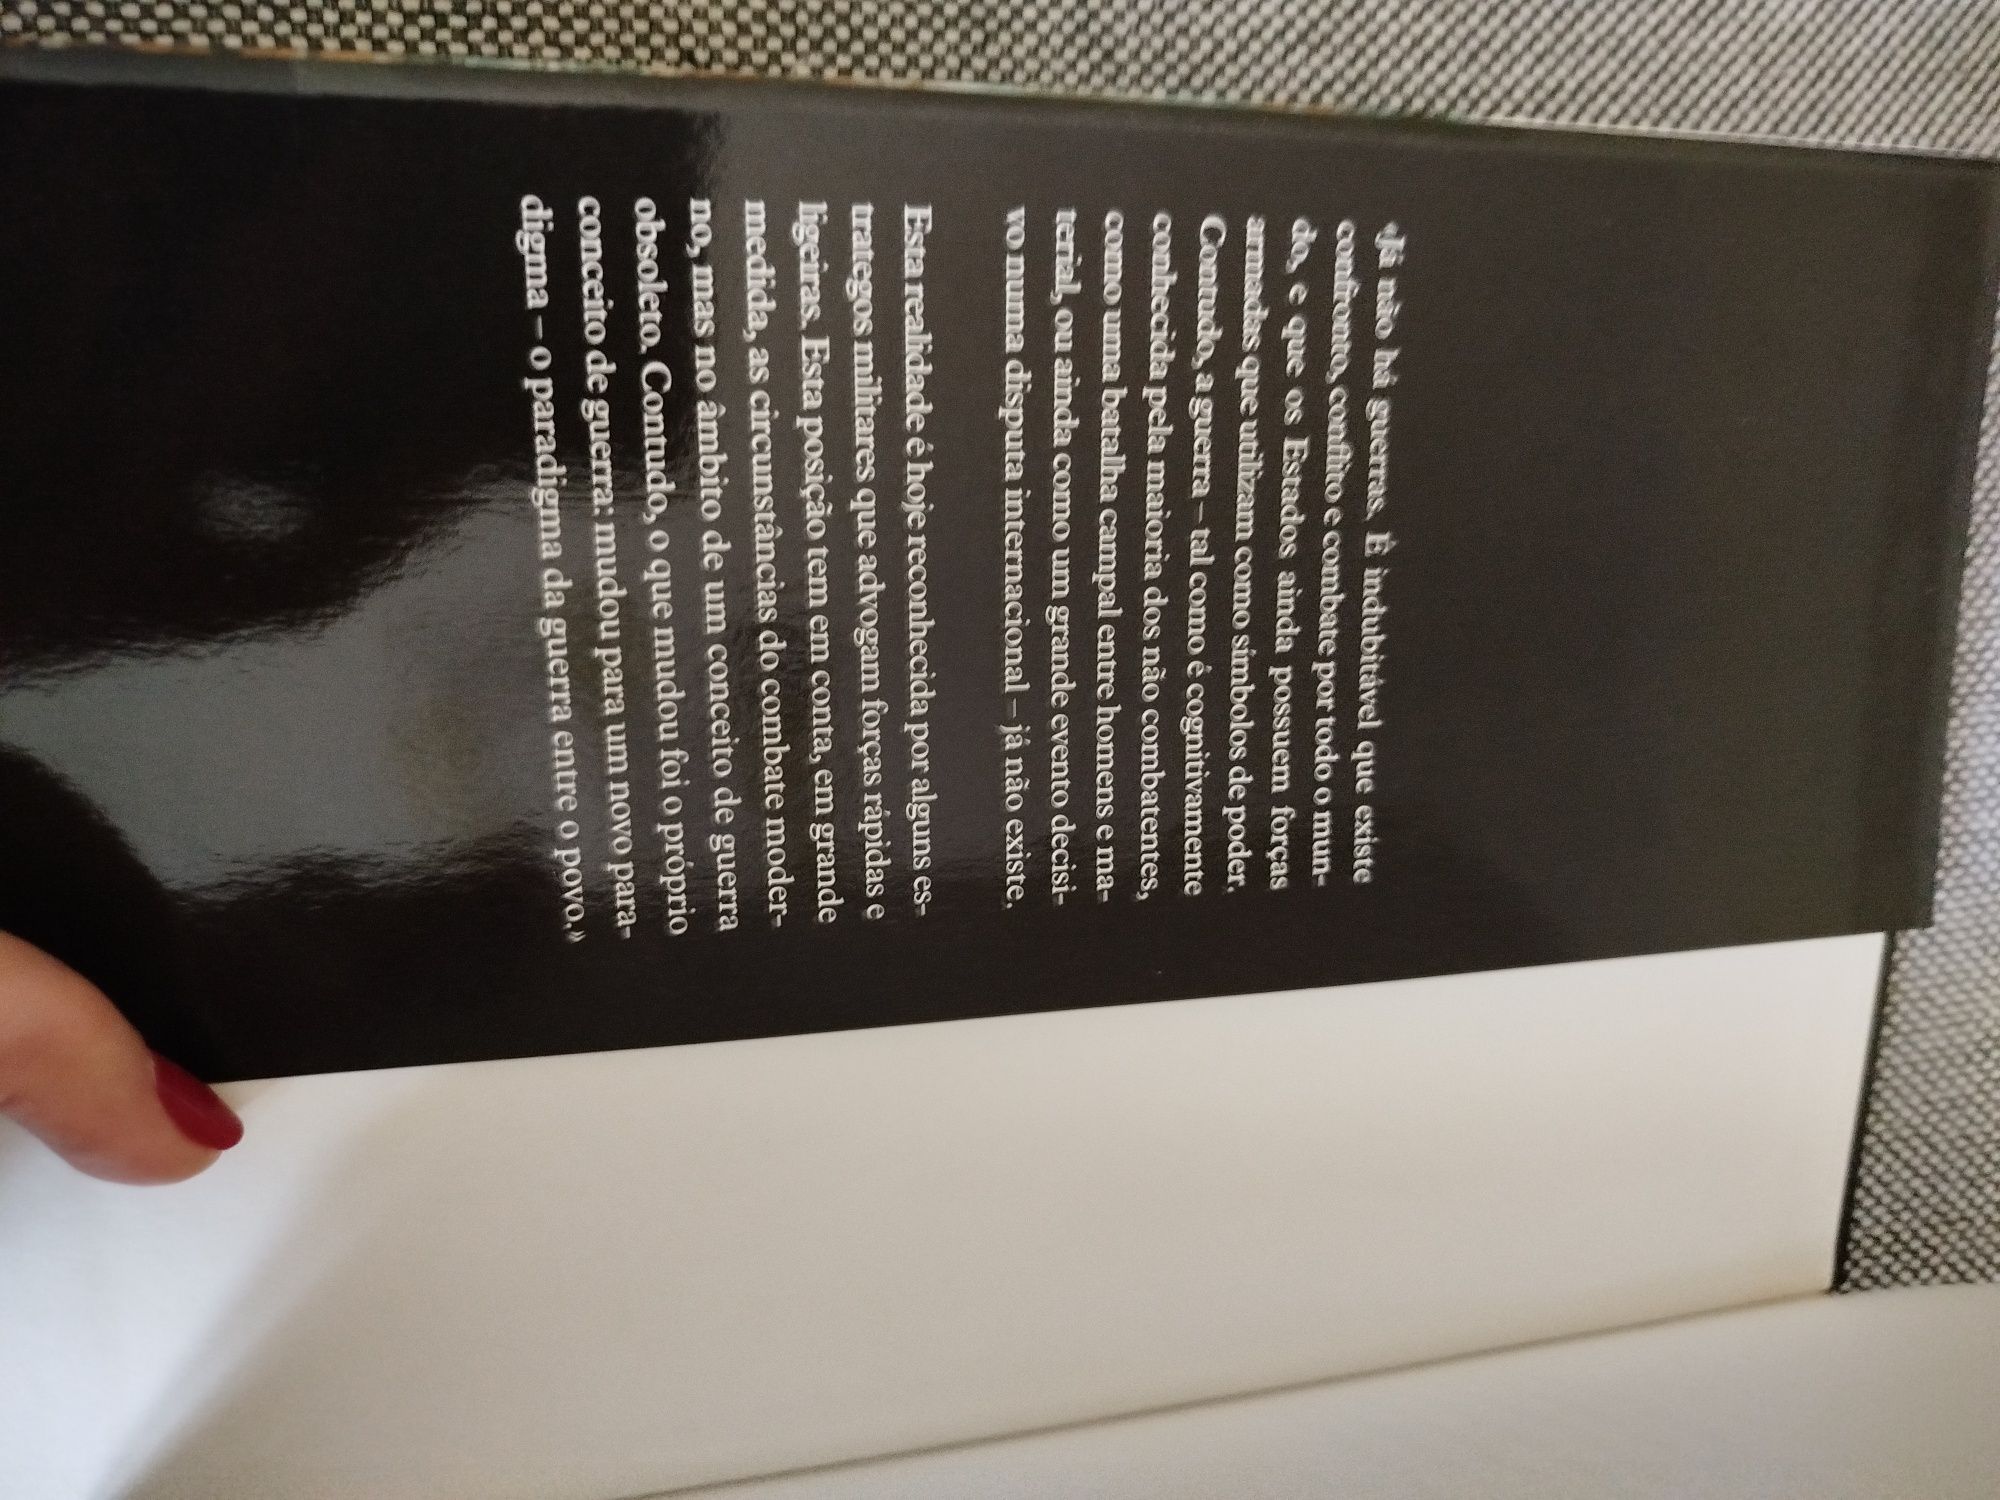 «Já não há guerras. É indubitável que existe
confronto, conflito e combate por todo o mun-
do, e que os Estados ainda possuem forças
armadas que utilizam como símbolos de poder.
Contudo, a guerra – tal como é cognitivamente
conhecida pela maioria dos não combatentes,
como uma batalha campal entre homens e ma-
terial, ou ainda como um grande evento decisi-
vo numa disputa internacional – já não existe.
Esta realidade é hoje reconhecida por alguns es-
trategos militares que advogam forças rápidas e
ligeiras. Esta posição tem em conta, em grande
medida, as circunstâncias do combate moder-
no, mas no âmbito de um conceito de guerra
obsoleto. Contudo, o que mudou foi o próprio
conceito de guerra: mudou para um novo para-
digma – o paradigma da guerra entre o povo.»